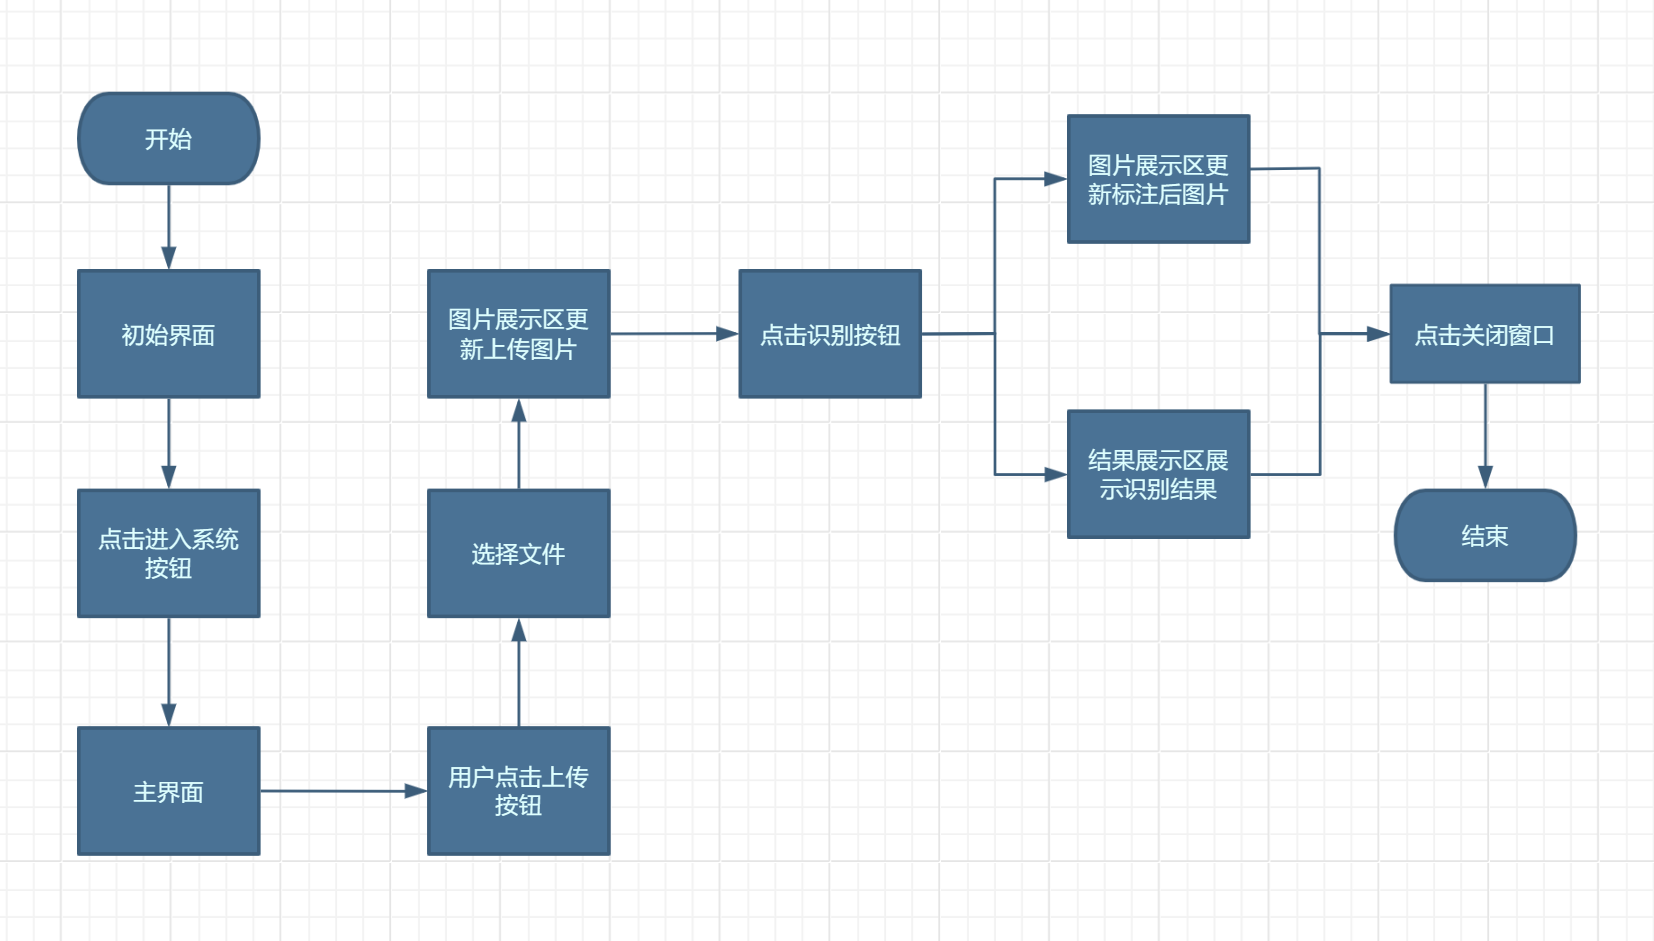 开始
初始界面
点击进入系统
按钮
主界面
用户点击上传
按钮
选择文件
图片展示区更
新上传图片
点击识别按钮
图片展示区更
新标注后图片
结果展示区展
示识别结果
点击关闭窗口
结束